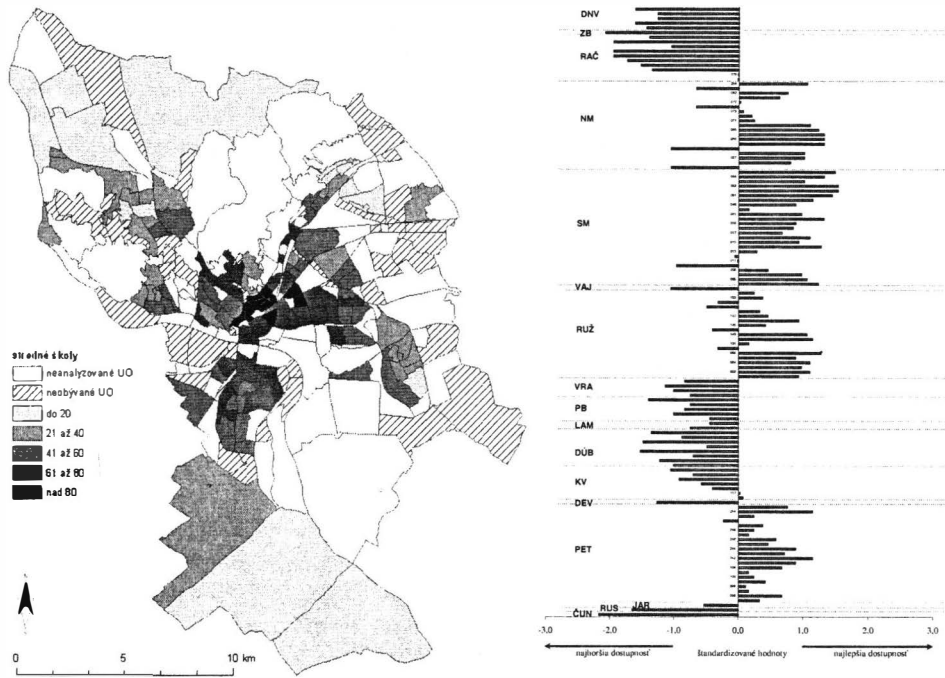 stredné školy
neanalyzované UO
neobývané UO
do 20
21 až 40
41 až 60
61 až 80
nad 80
0 5 10 km
DNV
ZB
RAČ
NM
SM
VAJ
RUŽ
VRA
PB
LAM
DÚB
KV
DEV
PET
RUS JAR
ČUN
-3,0 -2,0 -1,0 0,0 1,0 2,0 3,0
najhoršia dostupnosť štandardizované hodnoty najlepšia dostupnosť